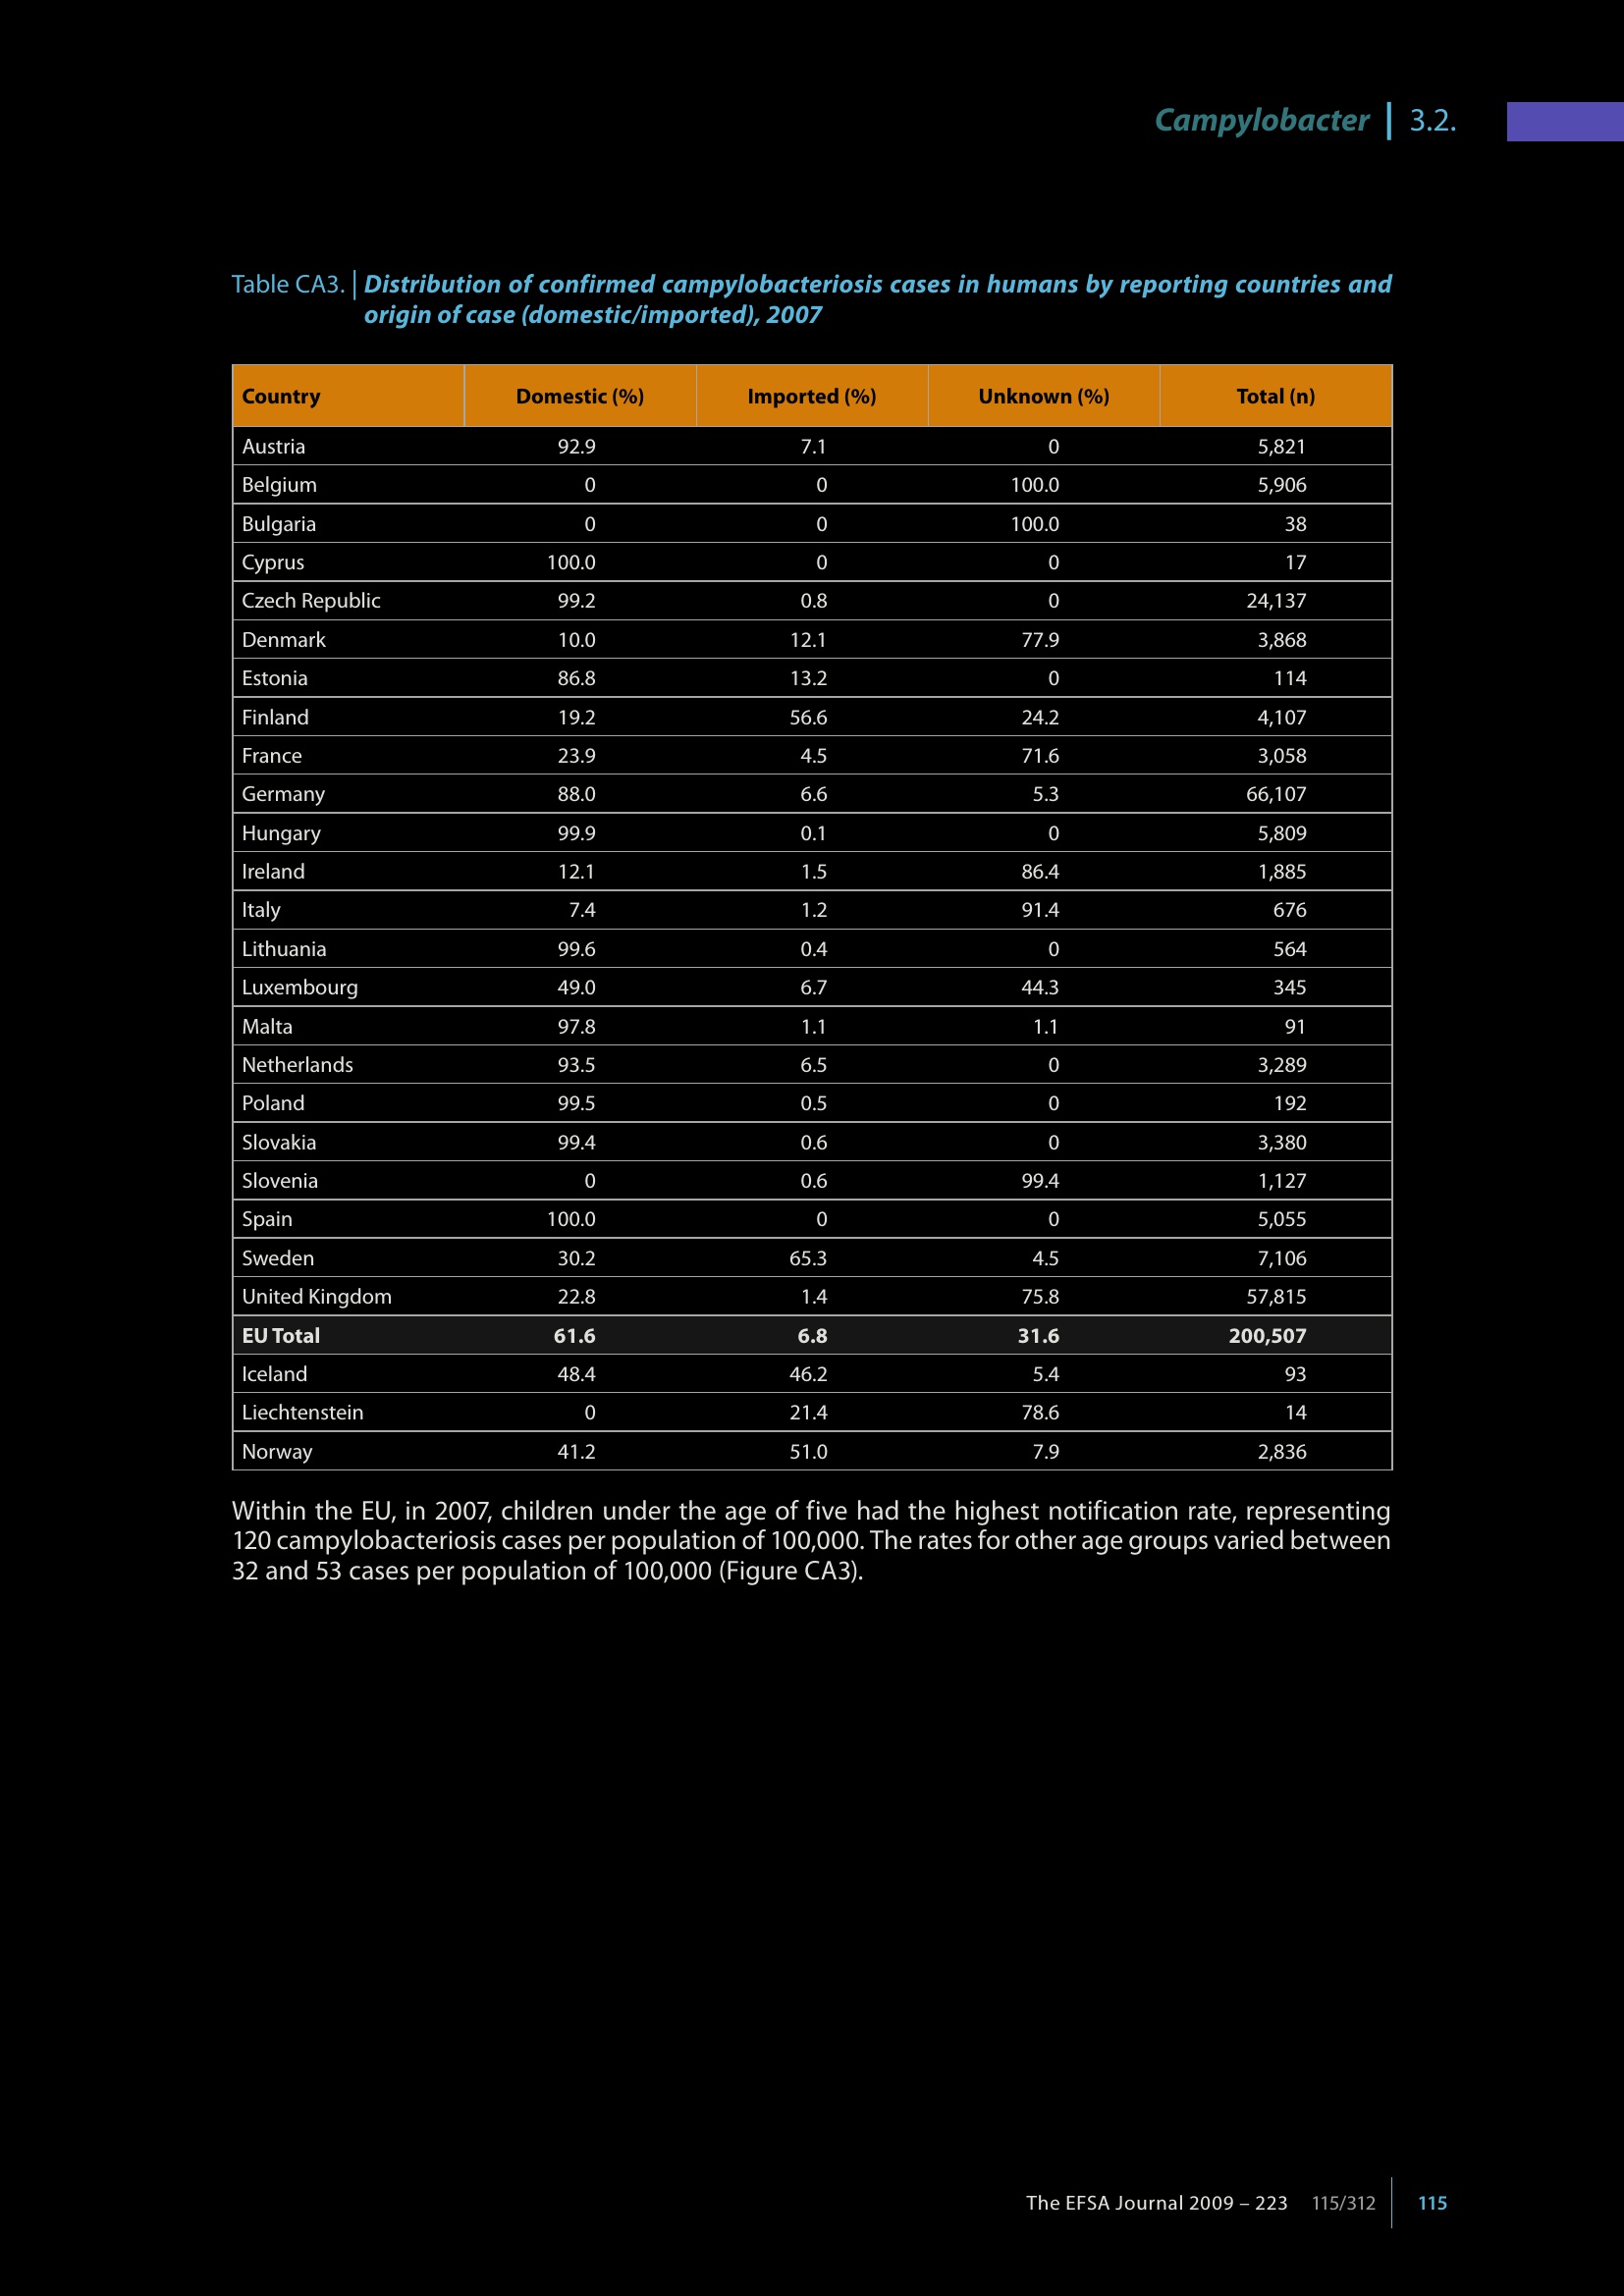 Campylobacter | 3.2.
Table CA3. | Distribution of confirmed campylobacteriosis cases in humans by reporting countries and
origin of case (domestic/imported), 2007
Country Domestic (%) Imported (%) Unknown (%) Total (n)
Austria 92.9 7.1 0 5,821
Belgium 0 0 100.0 5,906
Bulgaria 0 0 100.0 38
Cyprus 100.0 0 0 17
Czech Republic 99.2 0.8 0 24,137
Denmark 10.0 12.1 77.9 3,868
Estonia 86.8 13.2 0 114
Finland 19.2 56.6 24.2 4,107
France 23.9 4.5 71.6 3,058
Germany 88.0 6.6 5.3 66,107
Hungary 99.9 0.1 0 5,809
Ireland 12.1 1.5 86.4 1,885
Italy 7.4 1.2 91.4 676
Lithuania 99.6 0.4 0 564
Luxembourg 49.0 6.7 44.3 345
Malta 97.8 1.1 1.1 91
Netherlands 93.5 6.5 0 3,289
Poland 99.5 0.5 0 192
Slovakia 99.4 0.6 0 3,380
Slovenia 0 0.6 99.4 1,127
Spain 100.0 0 0 5,055
Sweden 30.2 65.3 4.5 7,106
United Kingdom 22.8 1.4 75.8 57,815
EU Total 61.6 6.8 31.6 200,507
Iceland 48.4 46.2 5.4 93
Liechtenstein 0 21.4 78.6 14
Norway 41.2 51.0 7.9 2,836
Within the EU, in 2007, children under the age of five had the highest notification rate, representing
120 campylobacteriosis cases per population of 100,000. The rates for other age groups varied between
32 and 53 cases per population of 100,000 (Figure CA3).
The EFSA Journal 2009 – 223 115/312 115